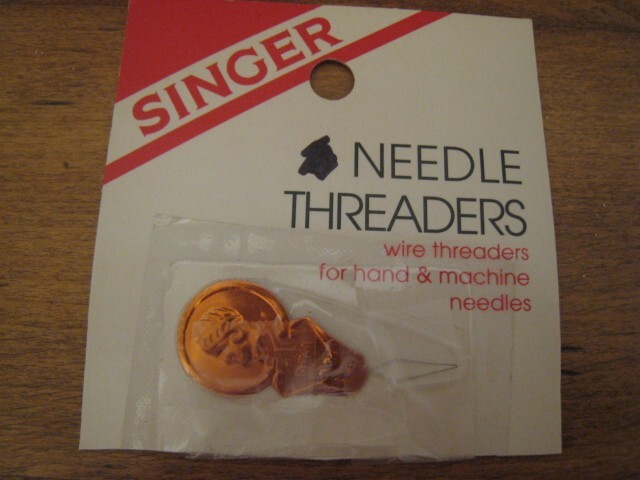 SINGER
NEEDLE
THREADERS
wire threaders
for hand & machine
needles